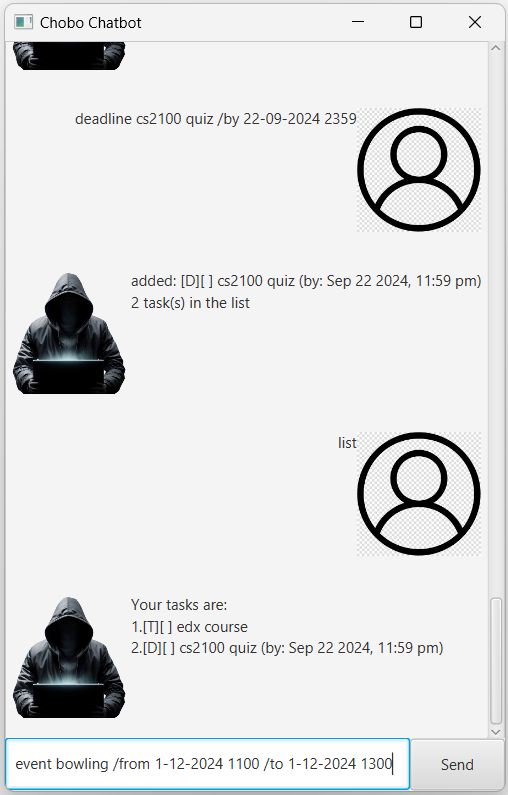 Chobo Chatbot
deadline cs2100 quiz /by 22-09-2024 2359
added: [D][ ] cs2100 quiz (by: Sep 22 2024, 11:59 pm)
2 task(s) in the list
list
Your tasks are:
1.[T][ ] edx course
2.[D][ ] cs2100 quiz (by: Sep 22 2024, 11:59 pm)
event bowling /from 1-12-2024 1100 /to 1-12-2024 1300
Send